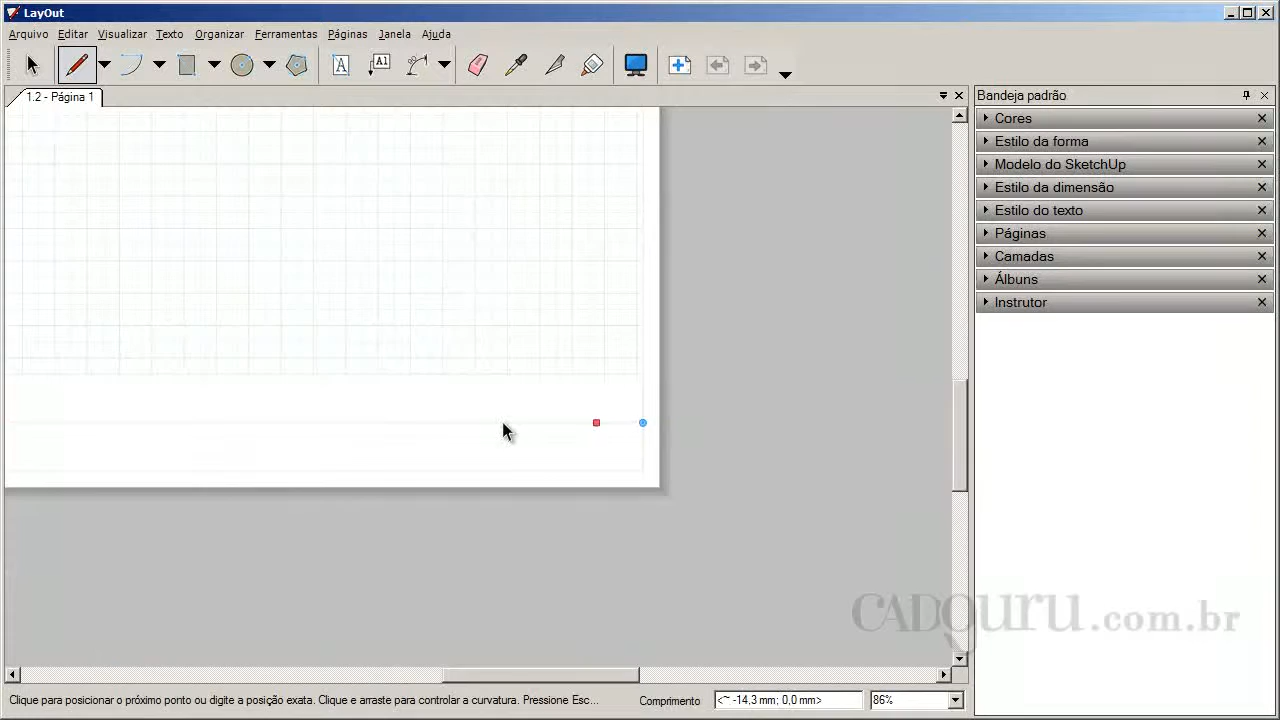 LayOut
Arquivo Editar Visualizar Texto Organizar Ferramentas Páginas Janela Ajuda
A A1
1.2 - Página 1
Bandeja padrão
Cores
Estilo da forma
Modelo do SketchUp
Estilo da dimensão
Estilo do texto
Páginas
Camadas
Álbuns
Instrutor
CADguru.com.br
Clique para posicionar o próximo ponto ou digite a posição exata. Clique e arraste para controlar a curvatura. Pressione Esc... Comprimento <~ -14,3 mm; 0,0 mm> 86%